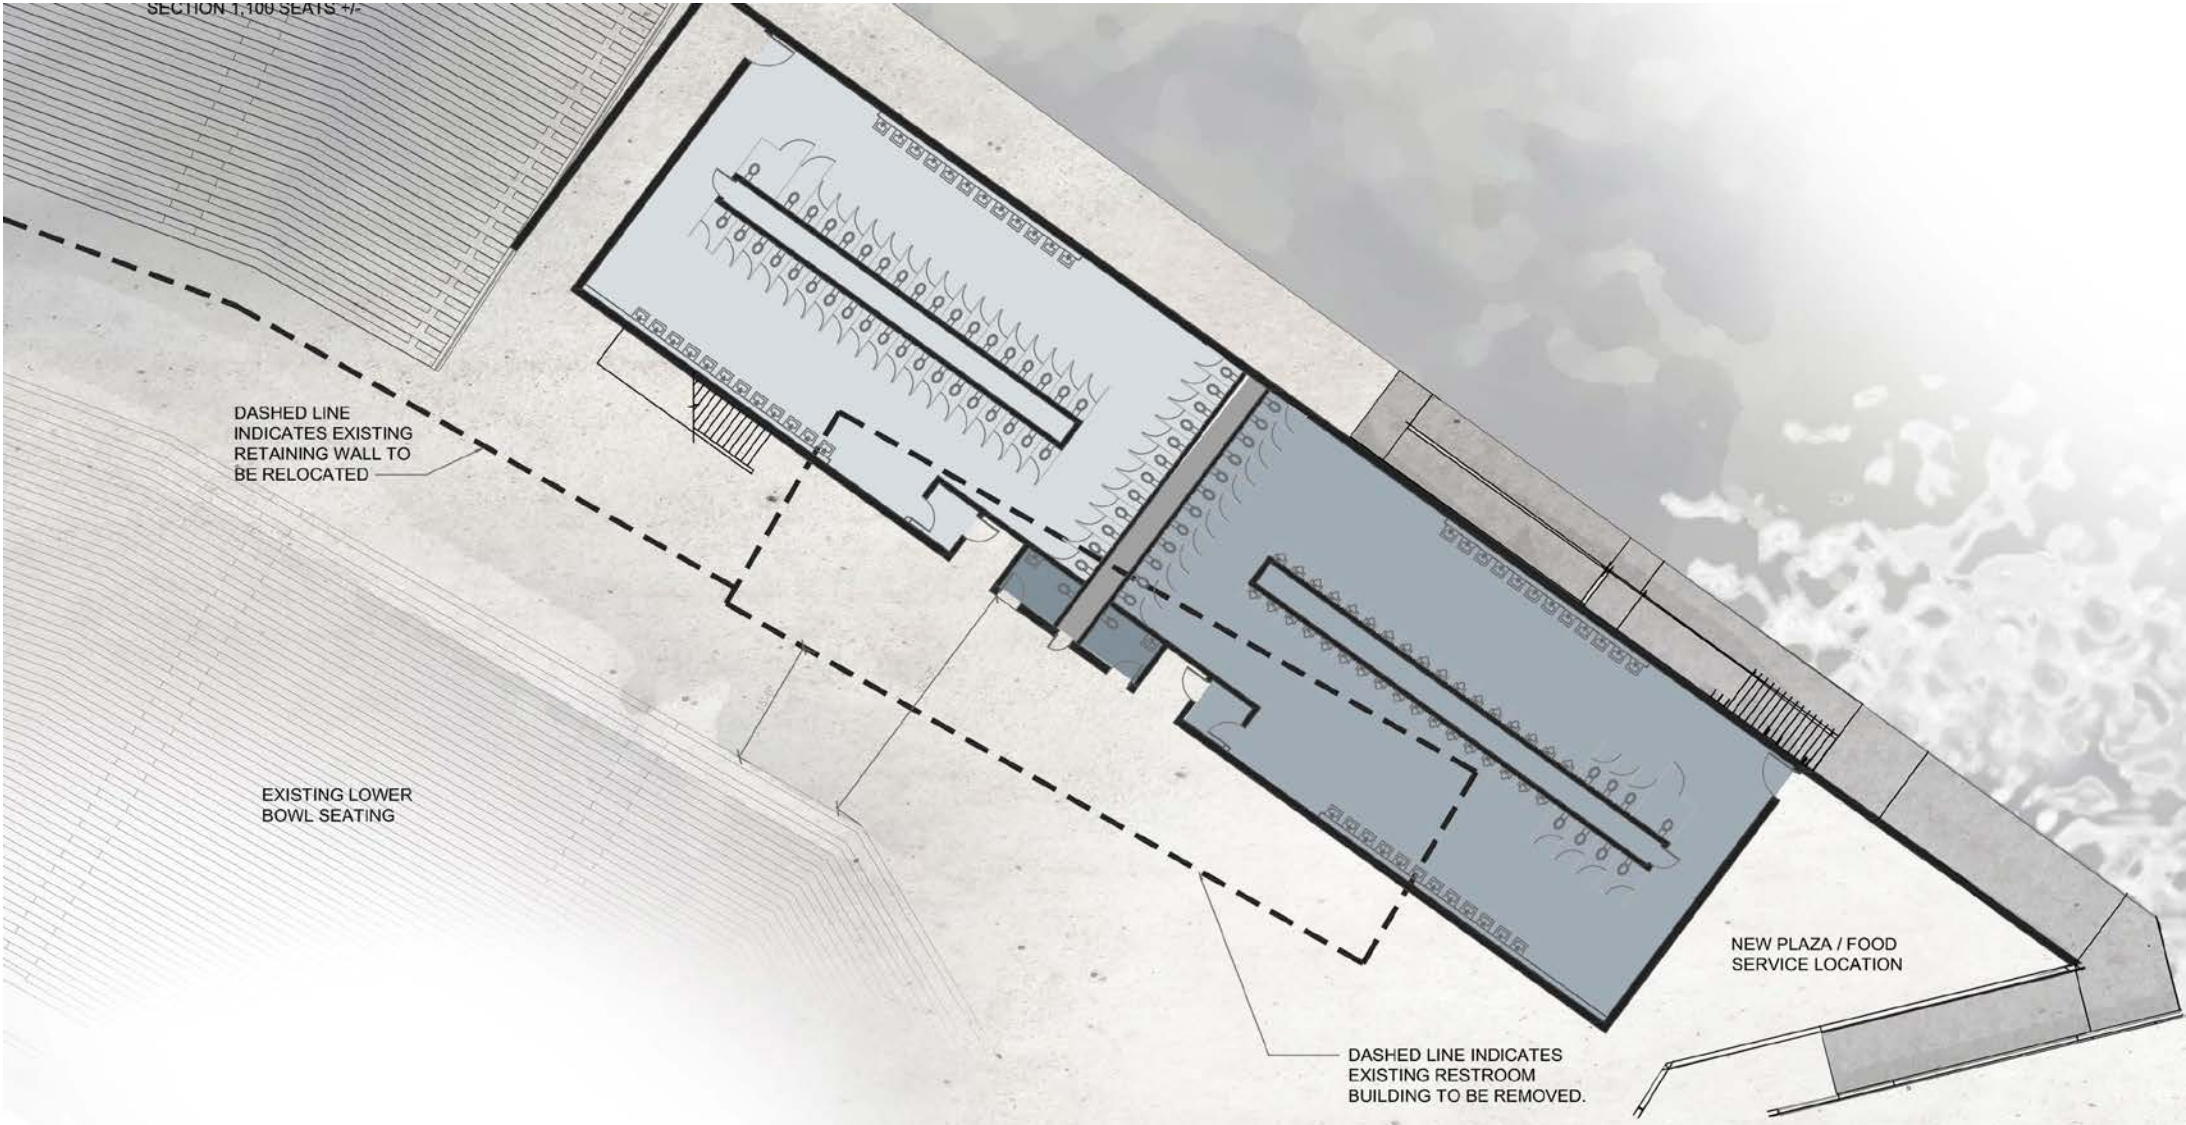 SECTION 1,100 SEATS +/-
DASHED LINE
INDICATES EXISTING
RETAINING WALL TO
BE RELOCATED
EXISTING LOWER
BOWL SEATING
NEW PLAZA / FOOD
SERVICE LOCATION
DASHED LINE INDICATES
EXISTING RESTROOM
BUILDING TO BE REMOVED.